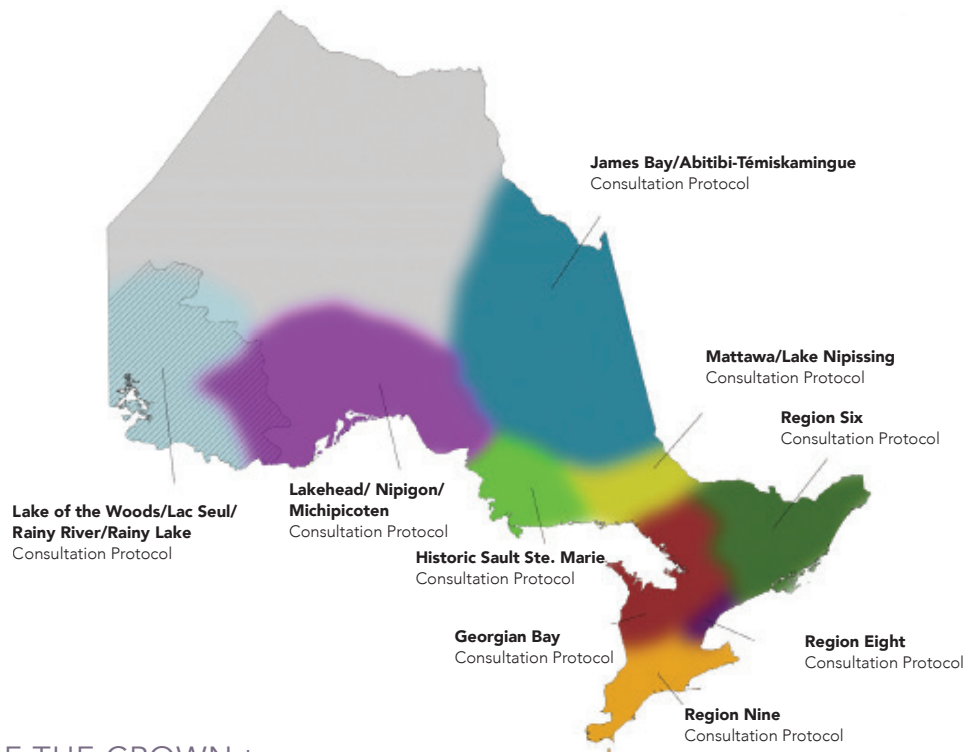 James Bay/Abitibi-Témiskamingue
Consultation Protocol
Mattawa/Lake Nipissing
Consultation Protocol
Region Six
Consultation Protocol
Lake of the Woods/Lac Seul/
Rainy River/Rainy Lake
Consultation Protocol
Lakehead/ Nipigon/
Michipicoten
Consultation Protocol
Historic Sault Ste. Marie
Consultation Protocol
Georgian Bay
Consultation Protocol
Region Eight
Consultation Protocol
Region Nine
Consultation Protocol
THE CROWN